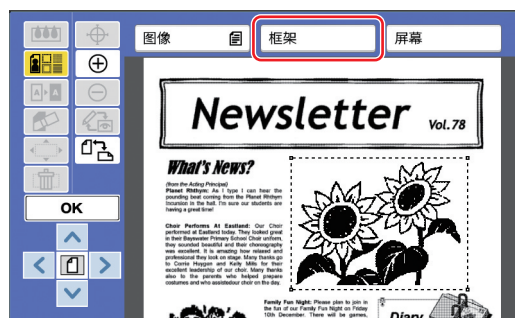 图像
框架
屏幕
A
A
OK
Newsletter Vol.78
What's News?
(from the Acting Principal)
Planet Rhthym: As I type I can hear the
pounding beat coming from the Planet Rhthym
Incursion in the hall. I'm sure our students are
having a great time!
Choir Performs At Eastland: Our Choir
performed at Eastland today. They looked great
in their Bayswater Primary School Choir uniform,
they sounded beautiful and their choreography
was excellent. It is amazing how relaxed and
professional they look on stage. Many thanks go
to Corrie Huygen and Kelly Mills for their
excellent leadership of our choir. Many thanks
also to the parents who helped prepare
costumes and who assistedour choir on the day.
Family Fun Night: Please plan to join in
the fun of our Family Fun Night on Friday
10th December. There will be games,
Diary